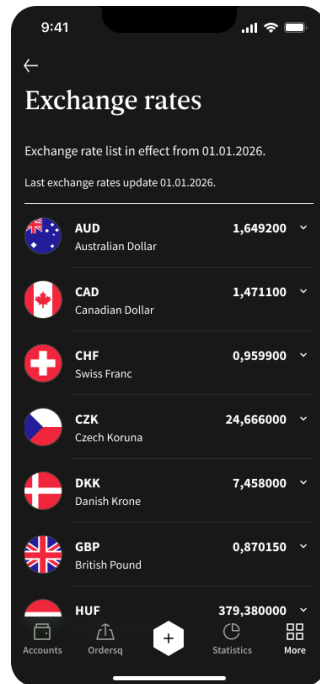 9:41
Exchange rates
Exchange rate list in effect from 01.01.2026.
Last exchange rates update 01.01.2026.
AUD 1,649200
Australian Dollar
CAD 1,471100
Canadian Dollar
CHF 0,959900
Swiss Franc
CZK 24,666000
Czech Koruna
DKK 7,458000
Danish Krone
GBP 0,870150
British Pound
HUF 379,380000
Accounts Ordersq + Statistics More